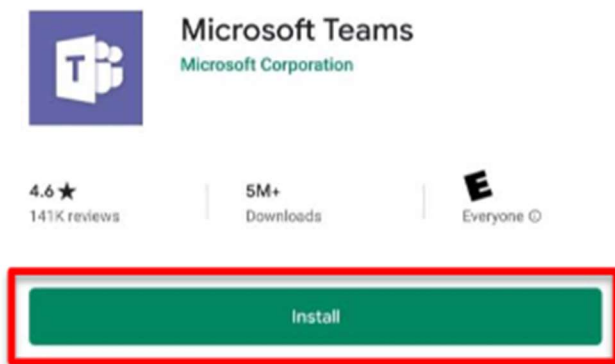 Microsoft Teams
Microsoft Corporation
T
4.6★
141K reviews
5M+
Downloads
E
Everyone ⓘ
Install